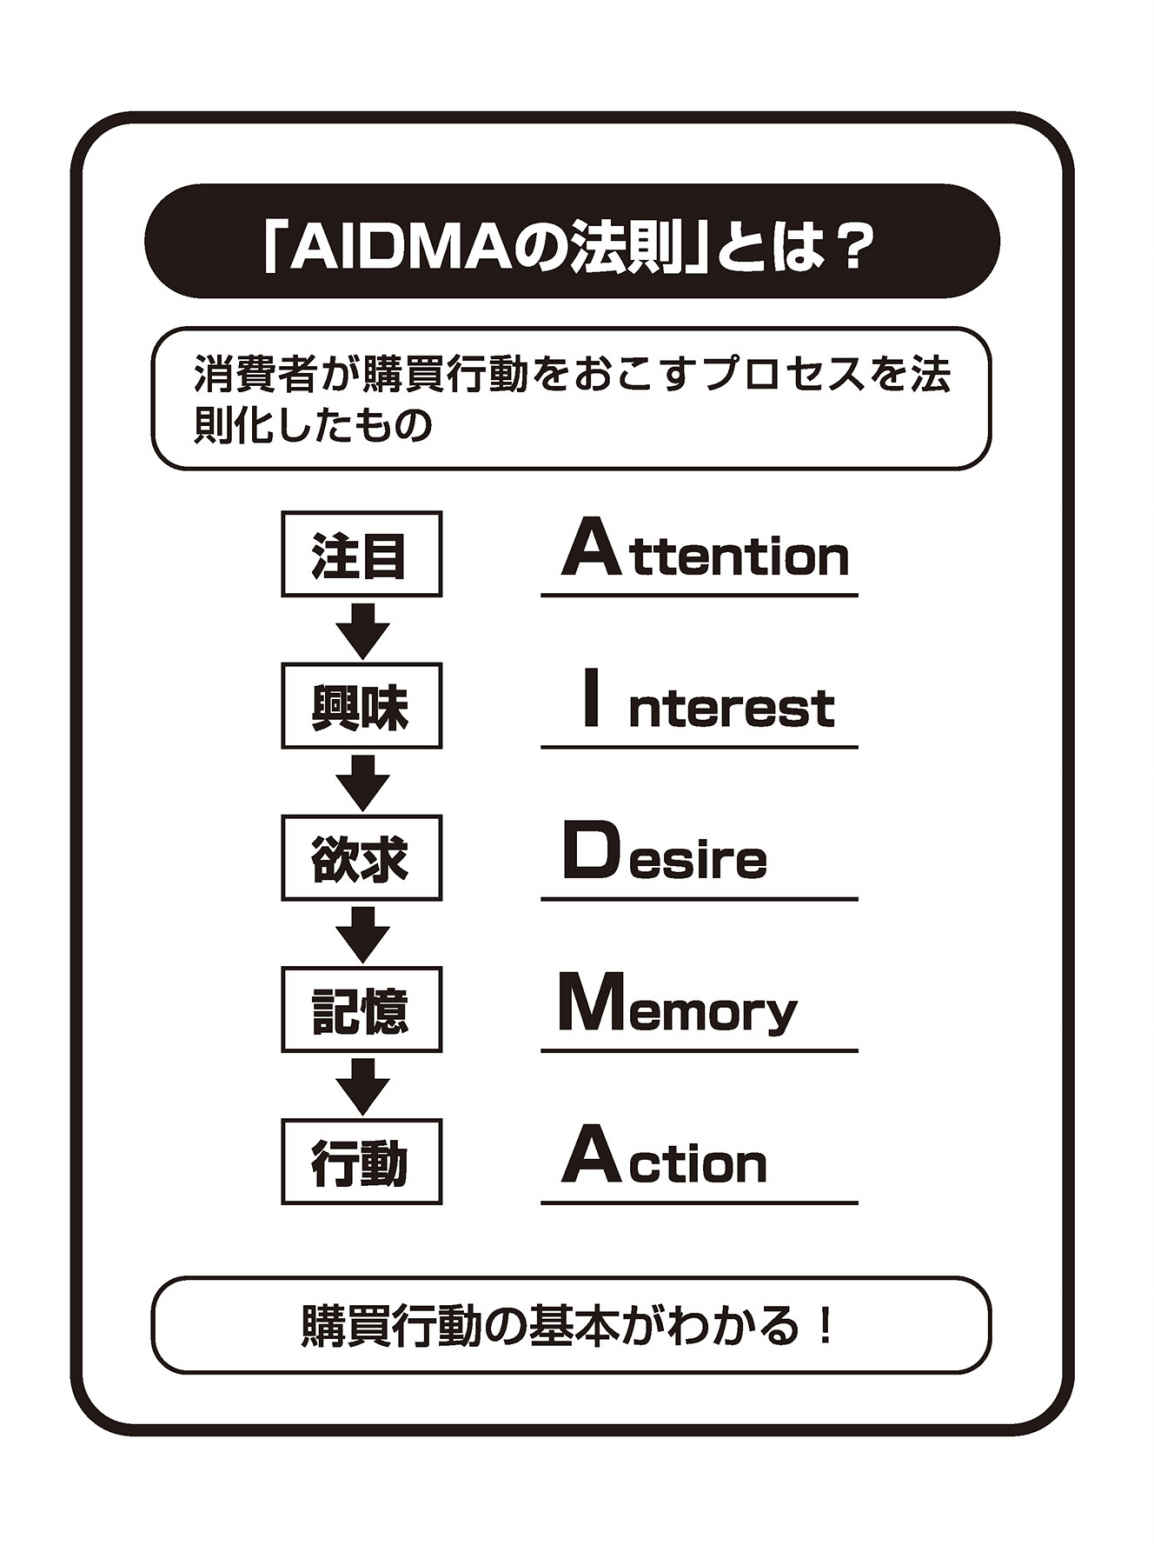 「AIDMAの法則」とは？
消費者が購買行動をおこすプロセスを法
則化したもの
注目 Attention
興味 Interest
欲求 Desire
記憶 Memory
行動 Action
購買行動の基本がわかる！